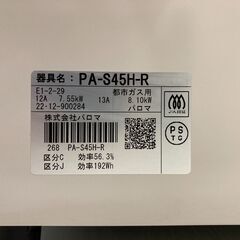 器具名： PA-S45H-R
E1-2-29 都市ガス用
12A 7.55kW 13A 8.10kW
22·12-900284 パロマ
株式会社パロマ
268 PA-S45H-R
区分C 効率56.3%
区分J 効率192Wh
PS
TG